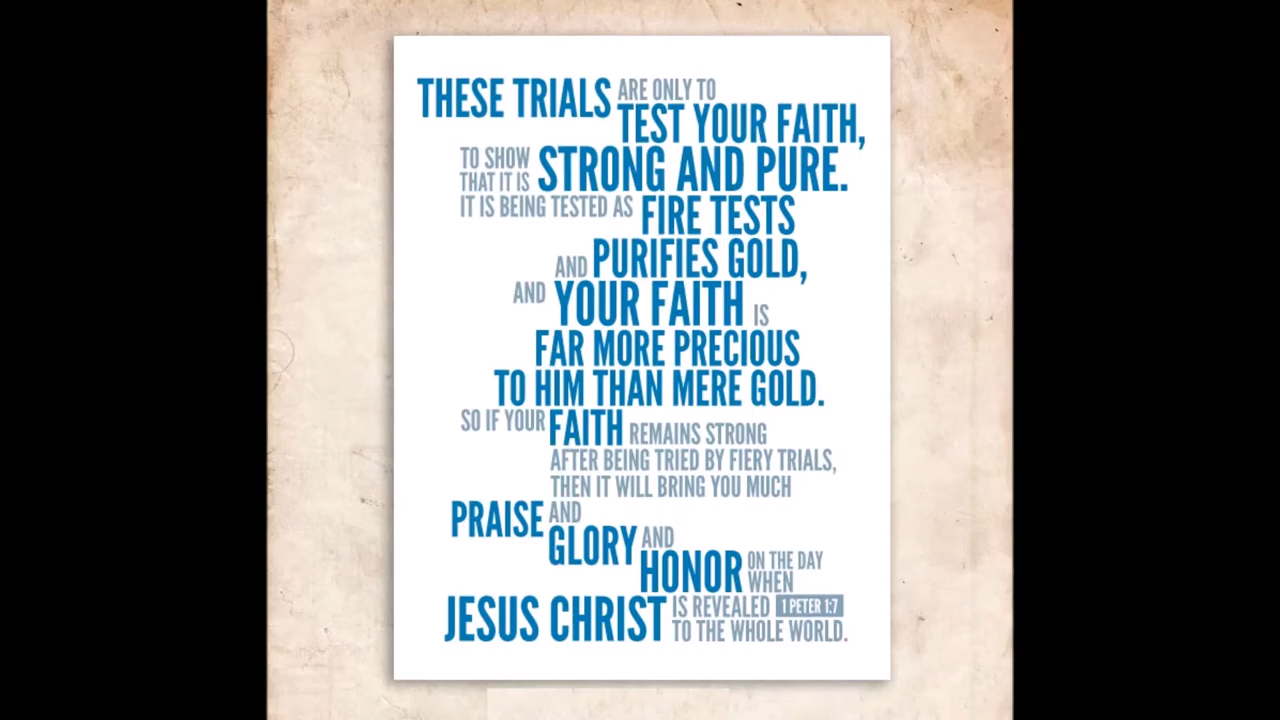 THESE TRIALS ARE ONLY TO
TEST YOUR FAITH,
TO SHOW
THAT IT IS STRONG AND PURE.
IT IS BEING TESTED AS FIRE TESTS
AND PURIFIES GOLD,
AND YOUR FAITH IS
FAR MORE PRECIOUS
TO HIM THAN MERE GOLD.
SO IF YOUR FAITH REMAINS STRONG
AFTER BEING TRIED BY FIERY TRIALS,
THEN IT WILL BRING YOU MUCH
PRAISE AND
GLORY AND
HONOR ON THE DAY
WHEN
JESUS CHRIST IS REVEALED 1 PETER 1:7
TO THE WHOLE WORLD.